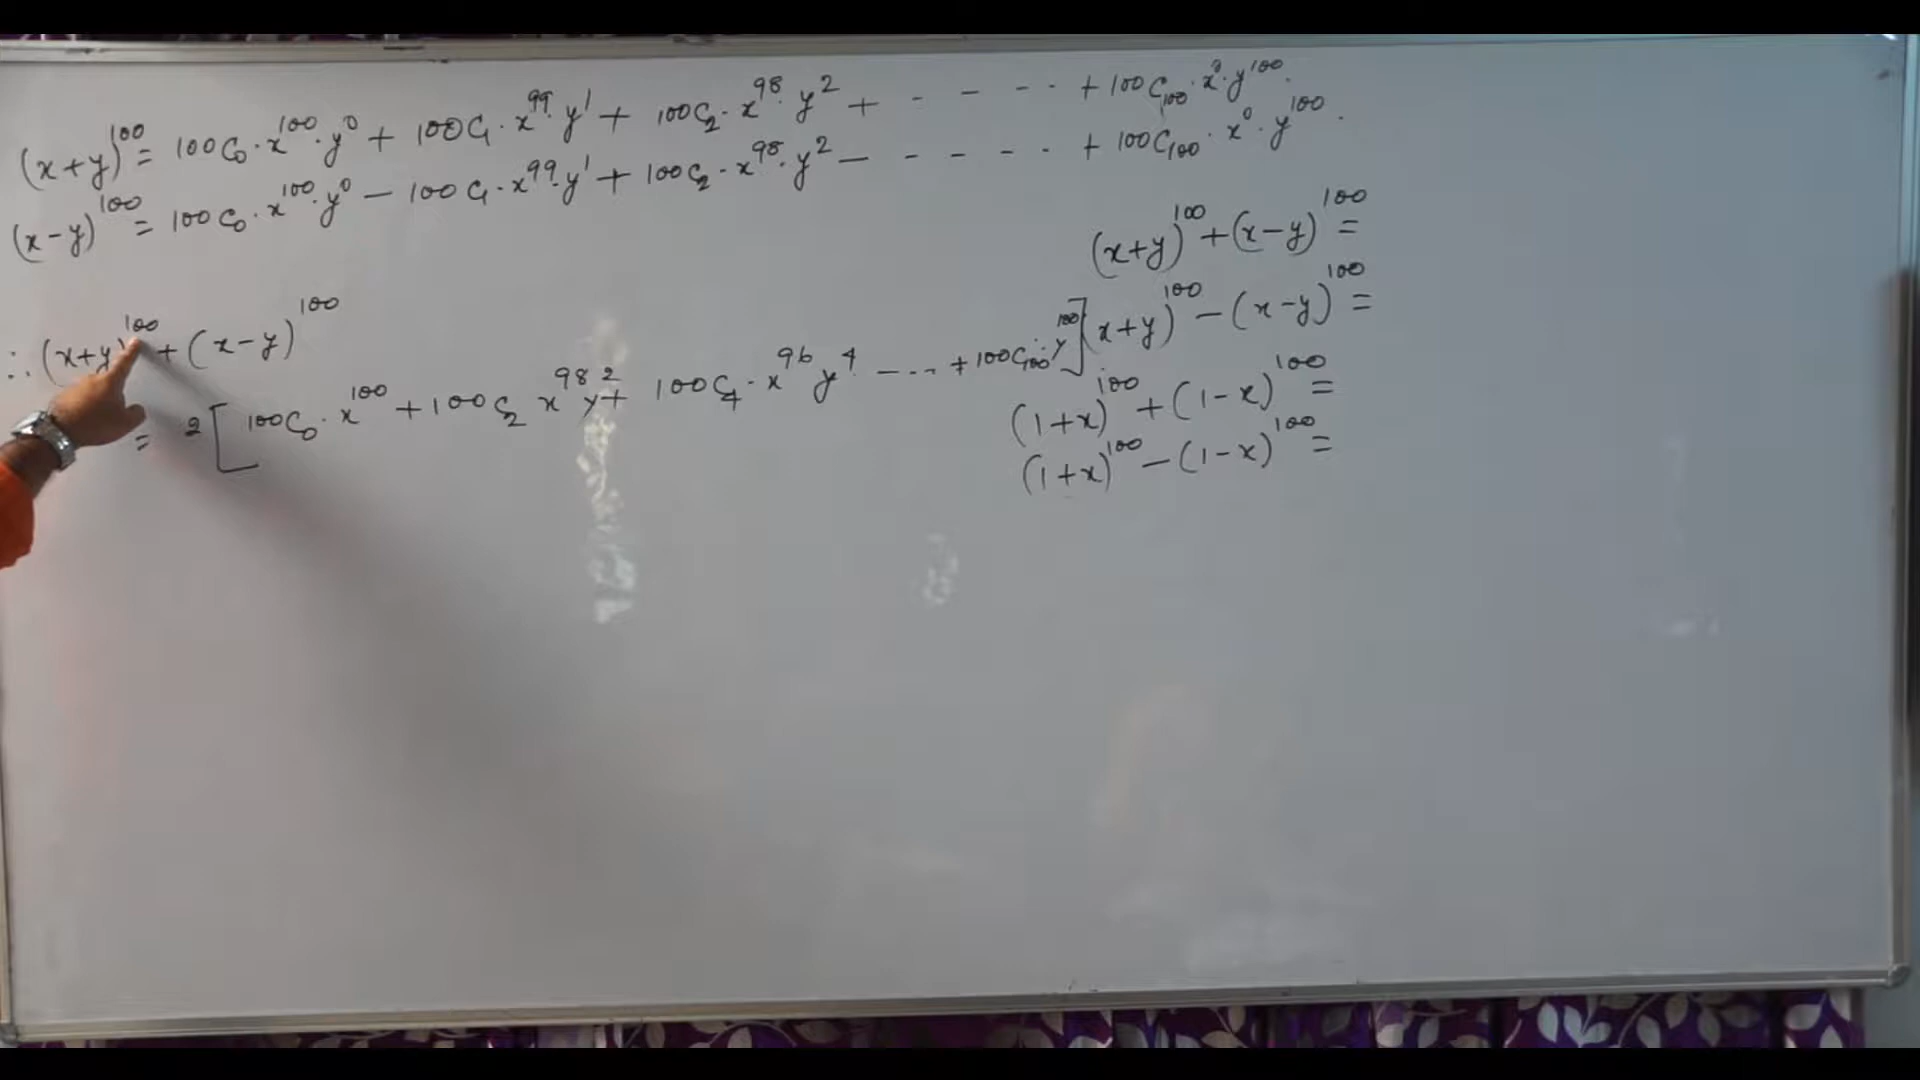 (x+y)^100 = 100C0·x^100·y^0 + 100C1·x^99·y^1 + 100C2·x^98·y^2 + - - - - · + 100C100·x^0·y^100.
(x-y)^100 = 100C0·x^100·y^0 - 100C1·x^99·y^1 + 100C2·x^98·y^2 - - - - - · + 100C100·x^0·y^100.
∴ (x+y)^100 + (x-y)^100
= 2[100C0·x^100 + 100C2 x^98 y^2 + 100C4·x^96 y^4 - - - - + 100C100·y^100]
(x+y)^100 + (x-y)^100 =
(x+y)^100 - (x-y)^100 =
(1+x)^100 + (1-x)^100 =
(1+x)^100 - (1-x)^100 =